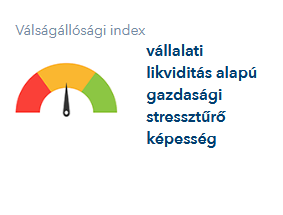 Válságállósági index
vállalati
likviditás alapú
gazdasági
stressztűrő
képesség